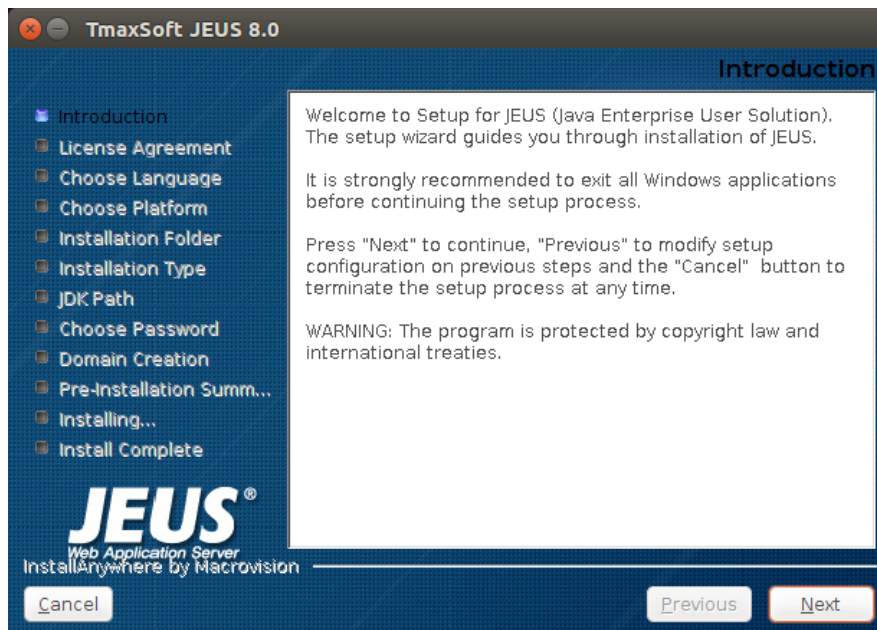 TmaxSoft JEUS 8.0
Introduction
Introduction
License Agreement
Choose Language
Choose Platform
Installation Folder
Installation Type
JDK Path
Choose Password
Domain Creation
Pre-Installation Summ...
Installing...
Install Complete
Welcome to Setup for JEUS (Java Enterprise User Solution).
The setup wizard guides you through installation of JEUS.
It is strongly recommended to exit all Windows applications
before continuing the setup process.
Press "Next" to continue, "Previous" to modify setup
configuration on previous steps and the "Cancel"  button to
terminate the setup process at any time.
WARNING: The program is protected by copyright law and
international treaties.
JEUS®
Web Application Server
InstallAnywhere by Macrovision
Cancel
Previous
Next